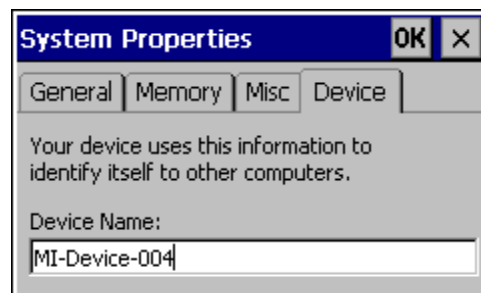 System Properties OK ×
General Memory Misc Device
Your device uses this information to
identify itself to other computers.
Device Name:
MI-Device-004